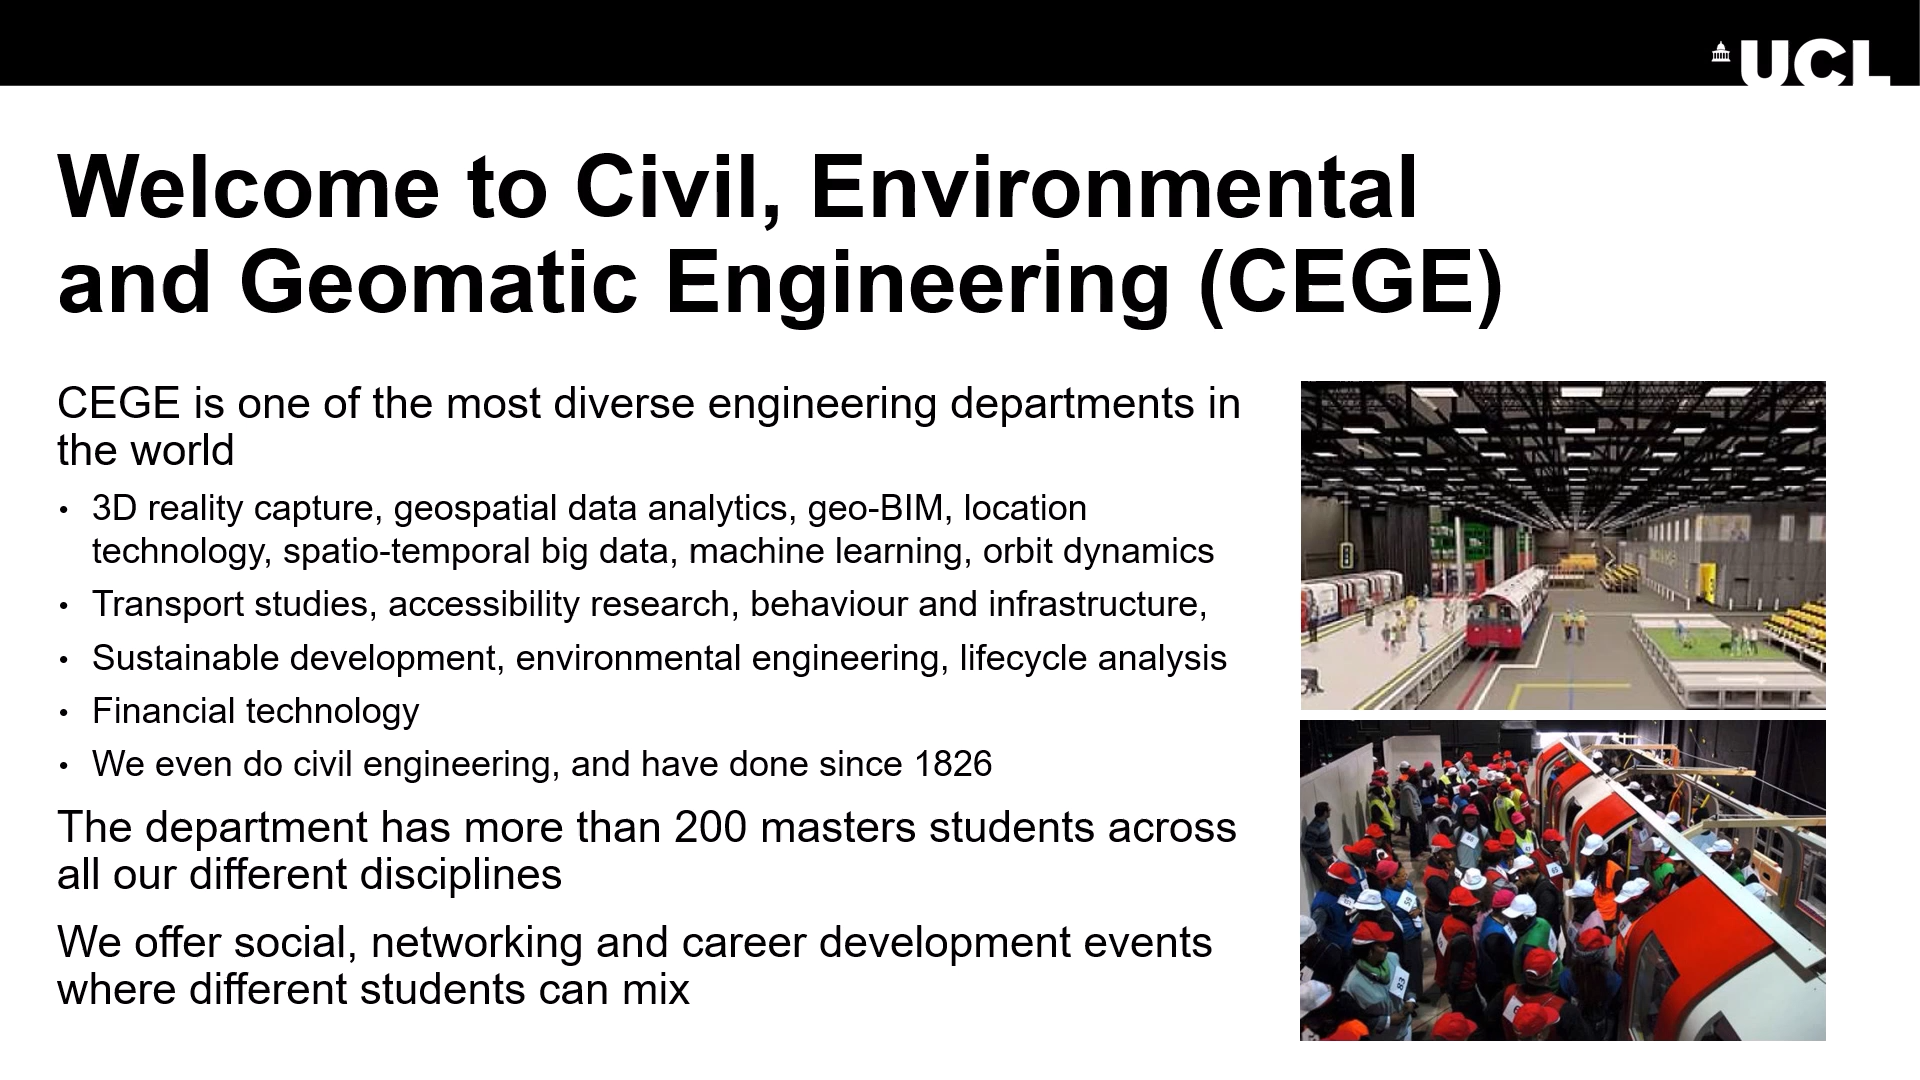 UCL
Welcome to Civil, Environmental
and Geomatic Engineering (CEGE)
CEGE is one of the most diverse engineering departments in
the world
• 3D reality capture, geospatial data analytics, geo-BIM, location
technology, spatio-temporal big data, machine learning, orbit dynamics
• Transport studies, accessibility research, behaviour and infrastructure,
• Sustainable development, environmental engineering, lifecycle analysis
• Financial technology
• We even do civil engineering, and have done since 1826
The department has more than 200 masters students across
all our different disciplines
We offer social, networking and career development events
where different students can mix